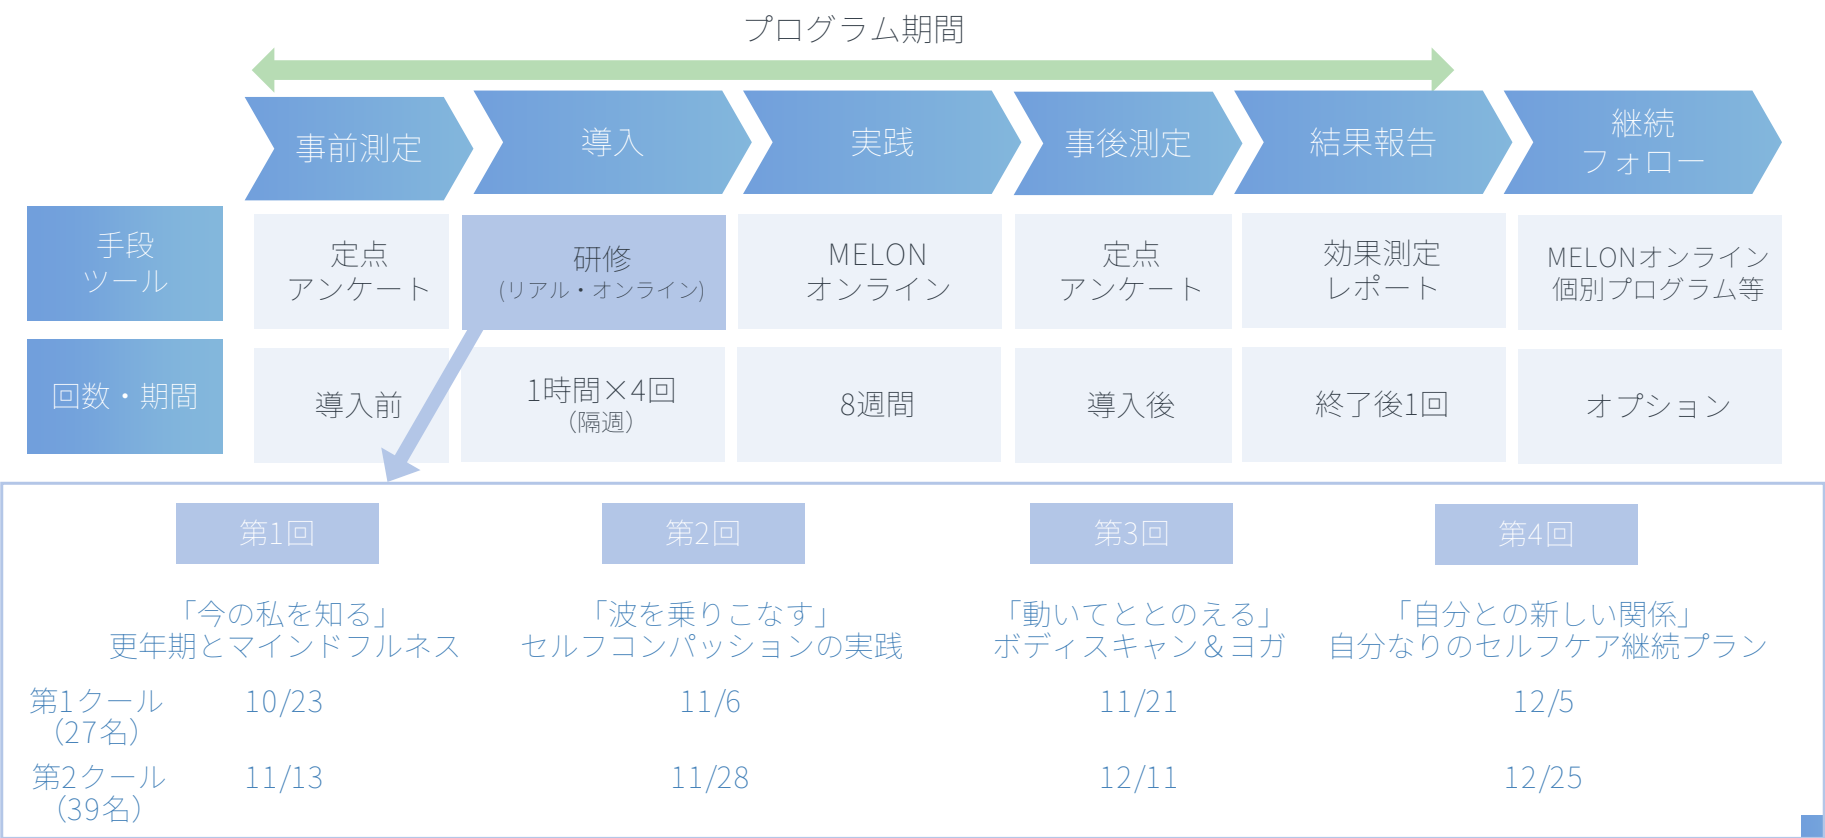 プログラム期間
事前測定
導入
実践
事後測定
結果報告
継続
フォロー
手段
ツール
定点
アンケート
研修
(リアル・オンライン)
MELON
オンライン
定点
アンケート
効果測定
レポート
MELONオンライン
個別プログラム等
回数・期間
導入前
1時間×4回
（隔週）
8週間
導入後
終了後1回
オプション
第1回
第2回
第3回
第4回
「今の私を知る」
更年期とマインドフルネス
「波を乗りこなす」
セルフコンパッションの実践
「動いてととのえる」
ボディスキャン＆ヨガ
「自分との新しい関係」
自分なりのセルフケア継続プラン
第1クール
（27名）
10/23
11/6
11/21
12/5
第2クール
（39名）
11/13
11/28
12/11
12/25